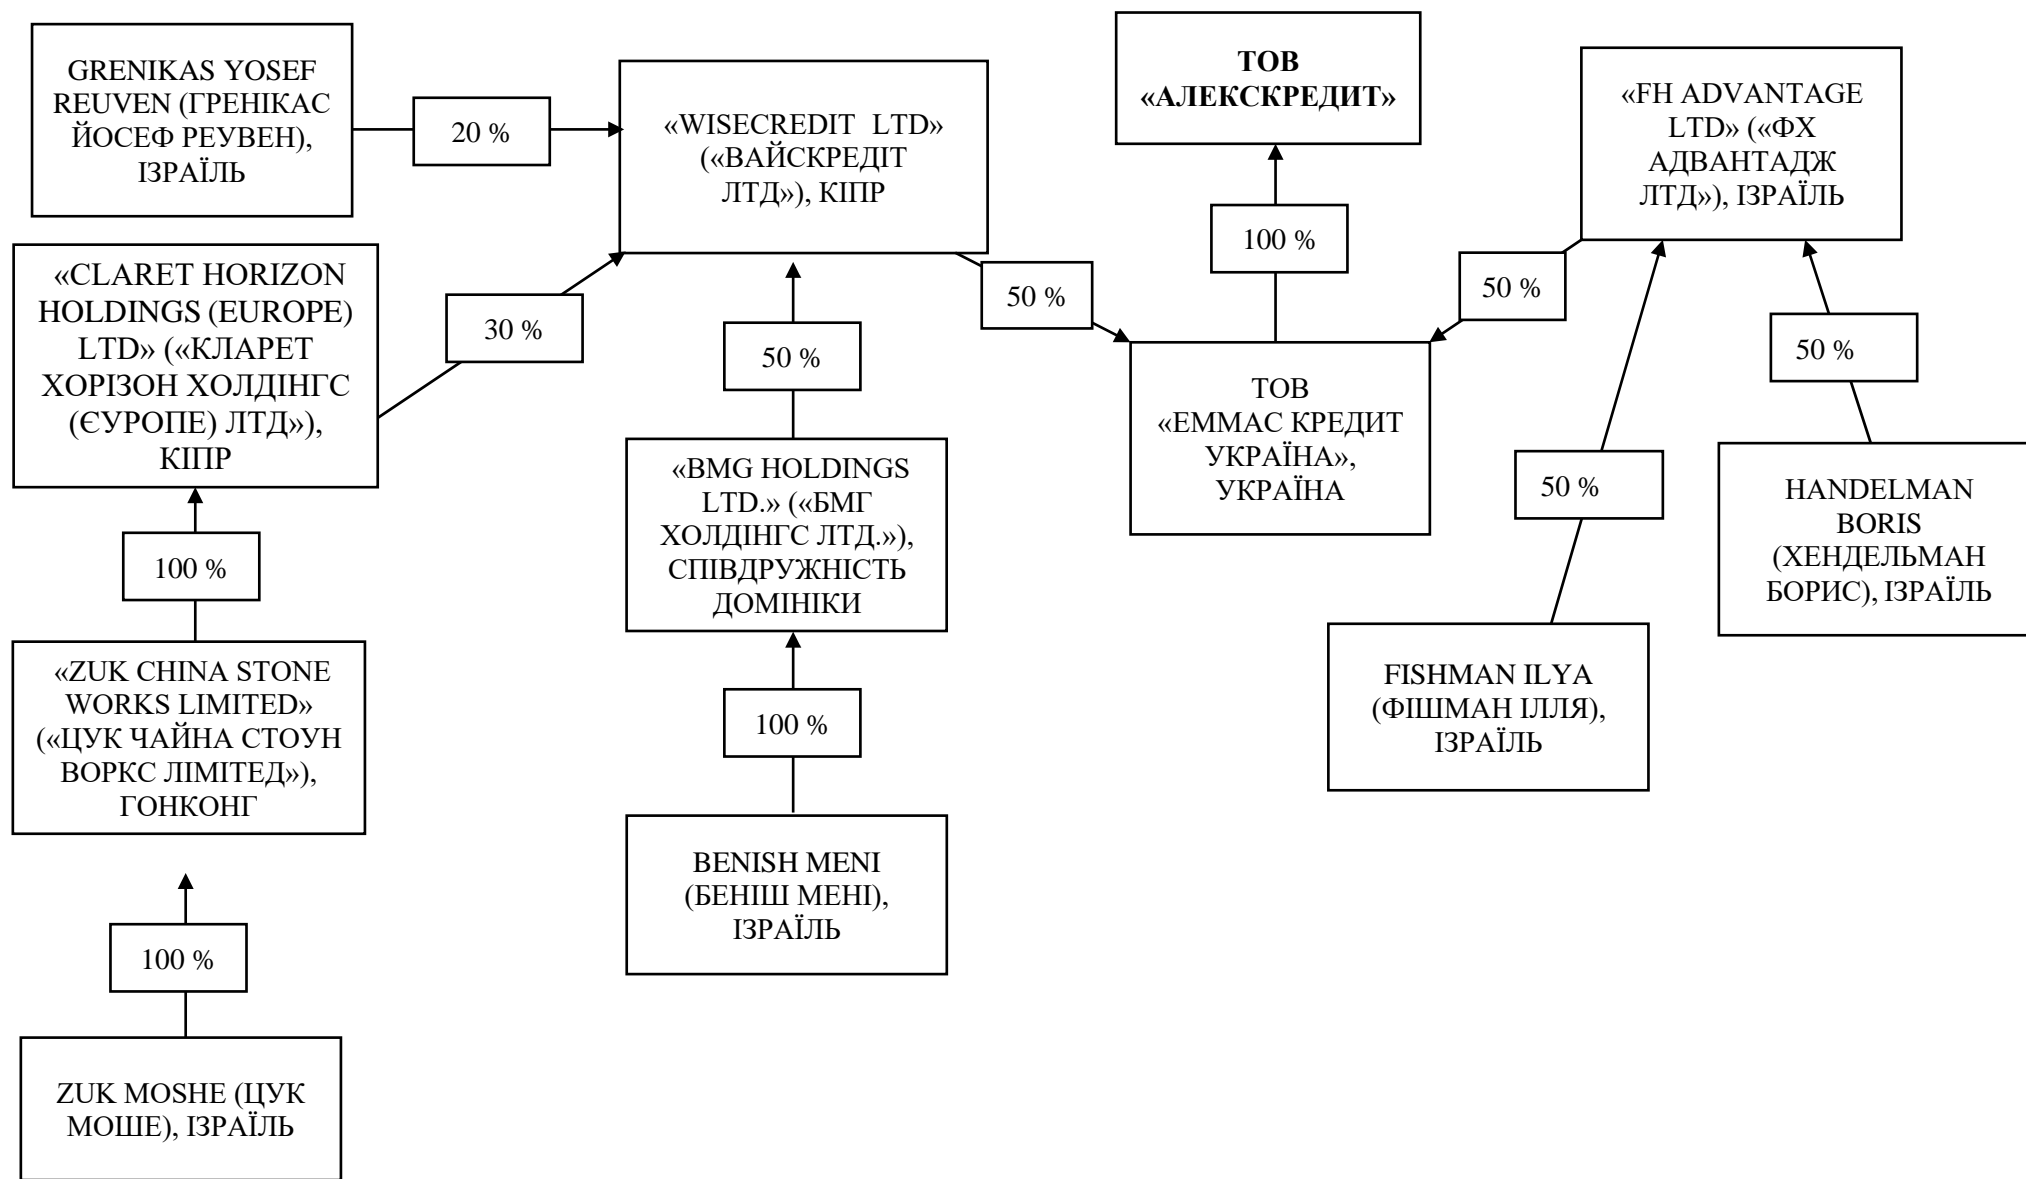 GRENIKAS YOSEF
REUVEN (ГРЕНІКАС
ЙОСЕФ РЕУВЕН),
ІЗРАЇЛЬ
20 %
«WISECREDIT LTD»
(«ВАЙСКРЕДІТ
ЛТД»), КІПР
ТОВ
«АЛЕКСКРЕДИТ»
«FH ADVANTAGE
LTD» («ФХ
АДВАНТАДЖ
ЛТД»), ІЗРАЇЛЬ
100 %
«CLARET HORIZON
HOLDINGS (EUROPE)
LTD» («КЛАРЕТ
ХОРІЗОН ХОЛДІНГС
(ЄУРОПЕ) ЛТД»),
КІПР
30 %
50 %
50 %
50 %
50 %
ТОВ
«ЕММАС КРЕДИТ
УКРАЇНА»,
УКРАЇНА
«BMG HOLDINGS
LTD.» («БМГ
ХОЛДІНГС ЛТД.»),
СПІВДРУЖНІСТЬ
ДОМІНІКИ
50 %
HANDELMAN
BORIS
(ХЕНДЕЛЬМАН
БОРИС), ІЗРАЇЛЬ
100 %
«ZUK CHINA STONE
WORKS LIMITED»
(«ЦУК ЧАЙНА СТОУН
ВОРКС ЛІМІТЕД»),
ГОНКОНГ
100 %
FISHMAN ILYA
(ФІШМАН ІЛЛЯ),
ІЗРАЇЛЬ
BENISH MENI
(БЕНІШ МЕНІ),
ІЗРАЇЛЬ
100 %
ZUK MOSHE (ЦУК
МОШЕ), ІЗРАЇЛЬ